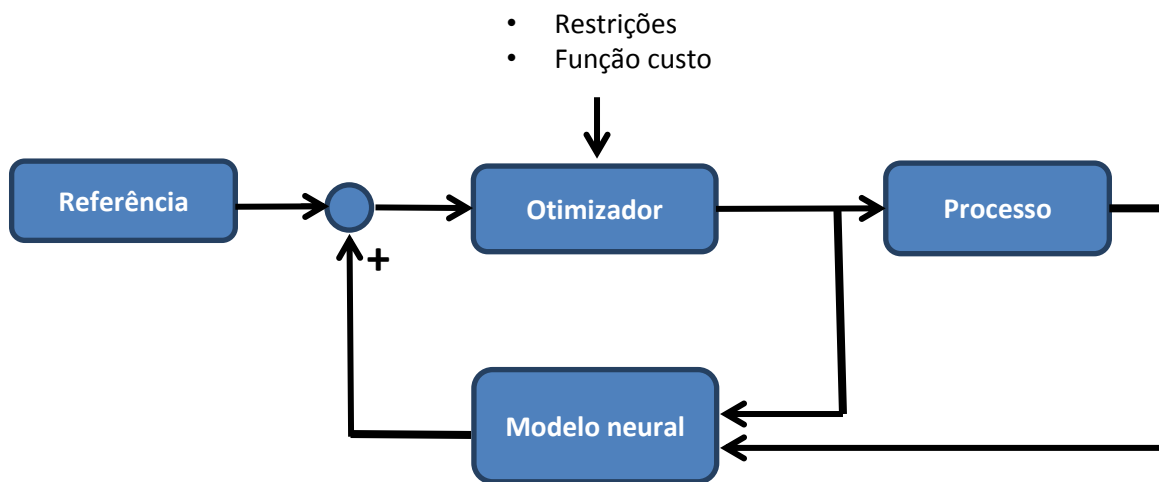 • Restrições
• Função custo
Referência
Otimizador
Processo
+
Modelo neural